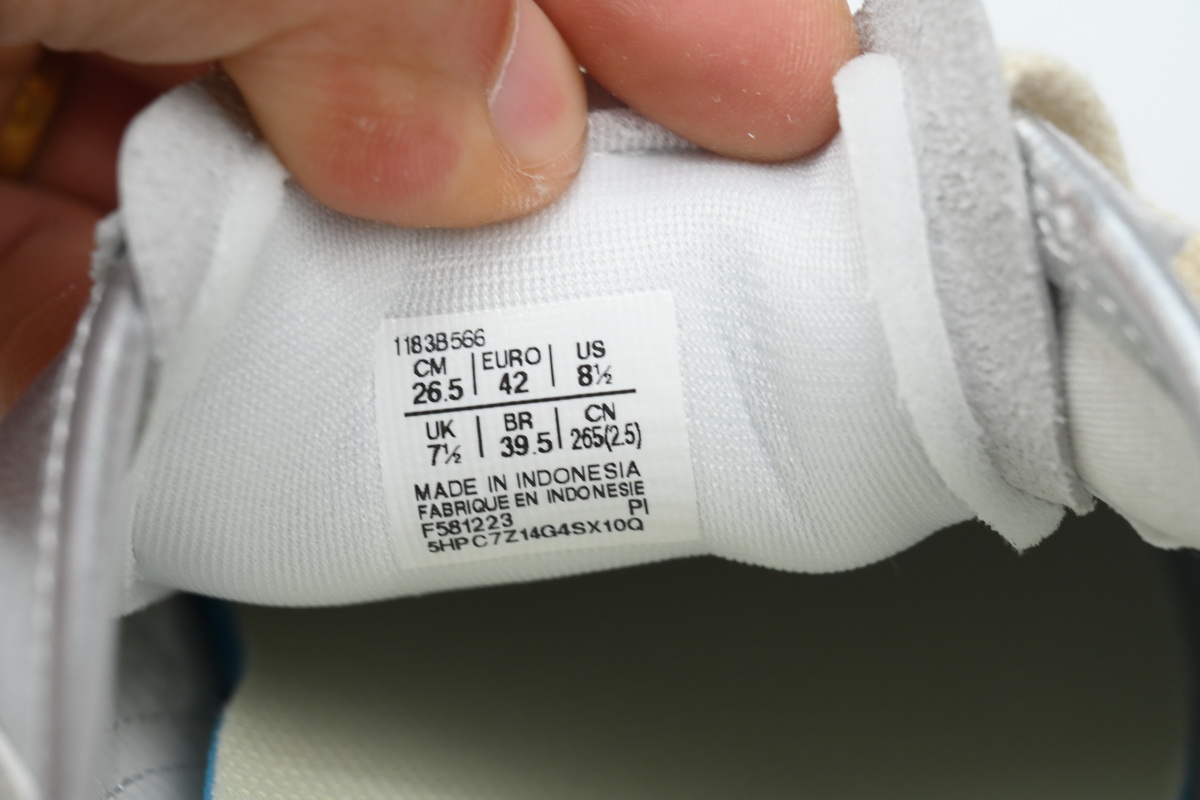 1183B566
CM EURO US
26.5 42 8½
UK BR CN
7½ 39.5 265(2.5)
MADE IN INDONESIA
FABRIQUE EN INDONESIE
F581223 PI
5HPC7Z14G4SX10Q